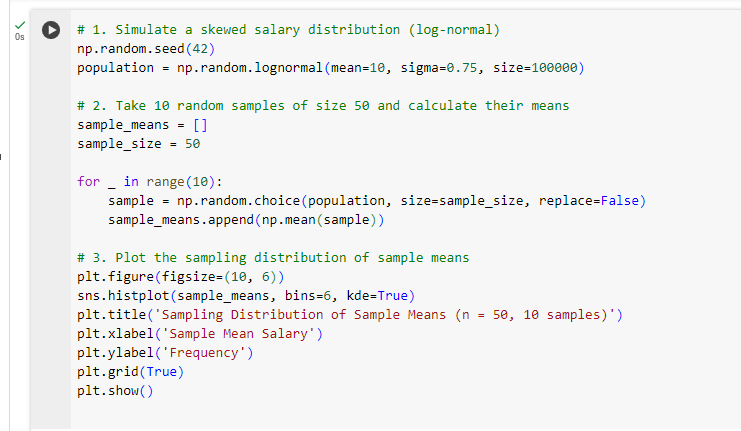 0s
# 1. Simulate a skewed salary distribution (log-normal)
np.random.seed(42)
population = np.random.lognormal(mean=10, sigma=0.75, size=100000)
# 2. Take 10 random samples of size 50 and calculate their means
sample_means = []
sample_size = 50
for _ in range(10):
    sample = np.random.choice(population, size=sample_size, replace=False)
    sample_means.append(np.mean(sample))
# 3. Plot the sampling distribution of sample means
plt.figure(figsize=(10, 6))
sns.histplot(sample_means, bins=6, kde=True)
plt.title('Sampling Distribution of Sample Means (n = 50, 10 samples)')
plt.xlabel('Sample Mean Salary')
plt.ylabel('Frequency')
plt.grid(True)
plt.show()